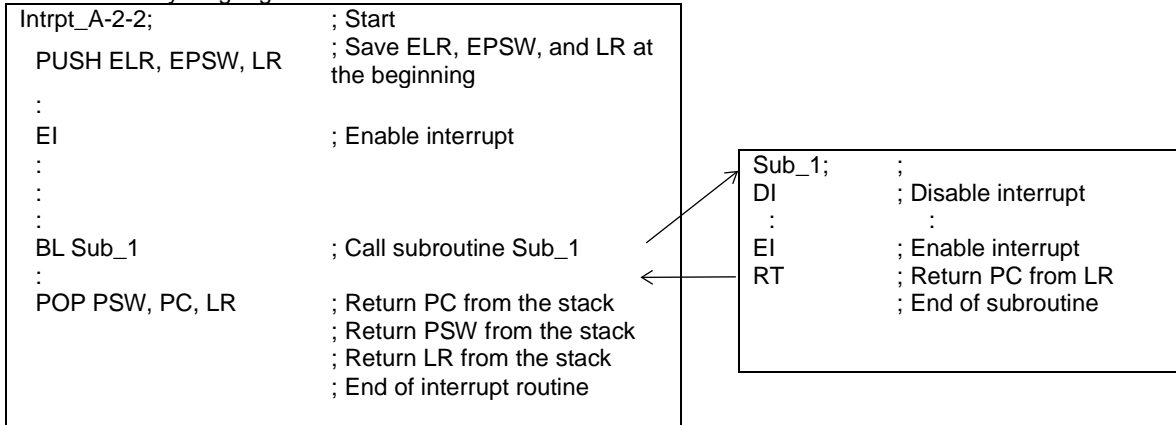 Intrpt_A-2-2; ; Start
PUSH ELR, EPSW, LR ; Save ELR, EPSW, and LR at
the beginning
:
EI ; Enable interrupt
:
:
:
BL Sub_1 ; Call subroutine Sub_1
:
POP PSW, PC, LR ; Return PC from the stack
; Return PSW from the stack
; Return LR from the stack
; End of interrupt routine
Sub_1; ;
DI ; Disable interrupt
: :
EI ; Enable interrupt
RT ; Return PC from LR
; End of subroutine